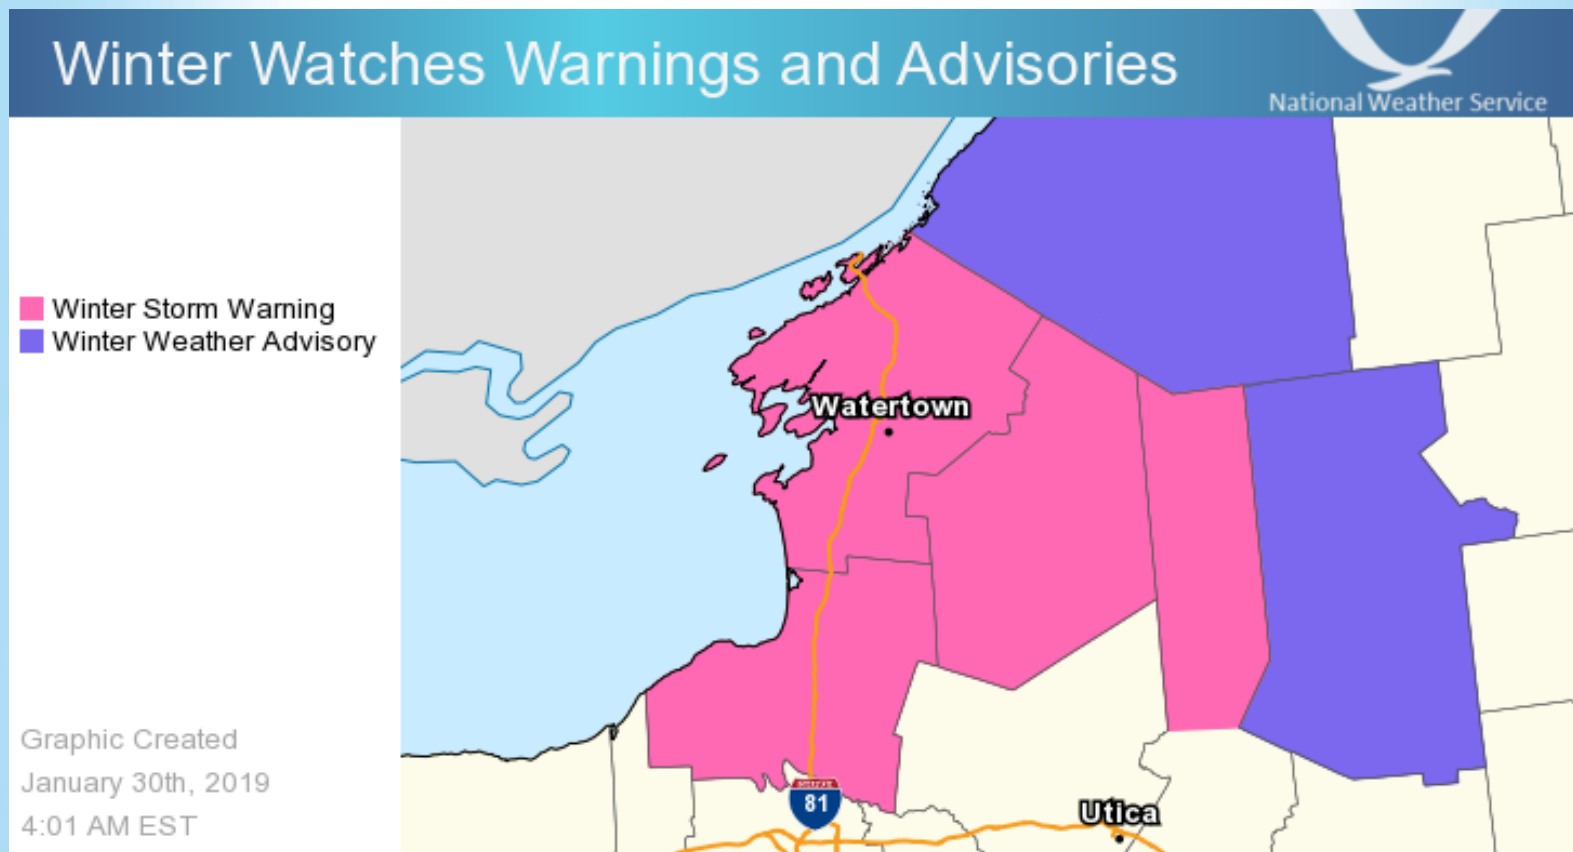 Winter Watches Warnings and Advisories
National Weather Service
Winter Storm Warning
Winter Weather Advisory
Watertown
Graphic Created
January 30th, 2019
4:01 AM EST
81
Utica